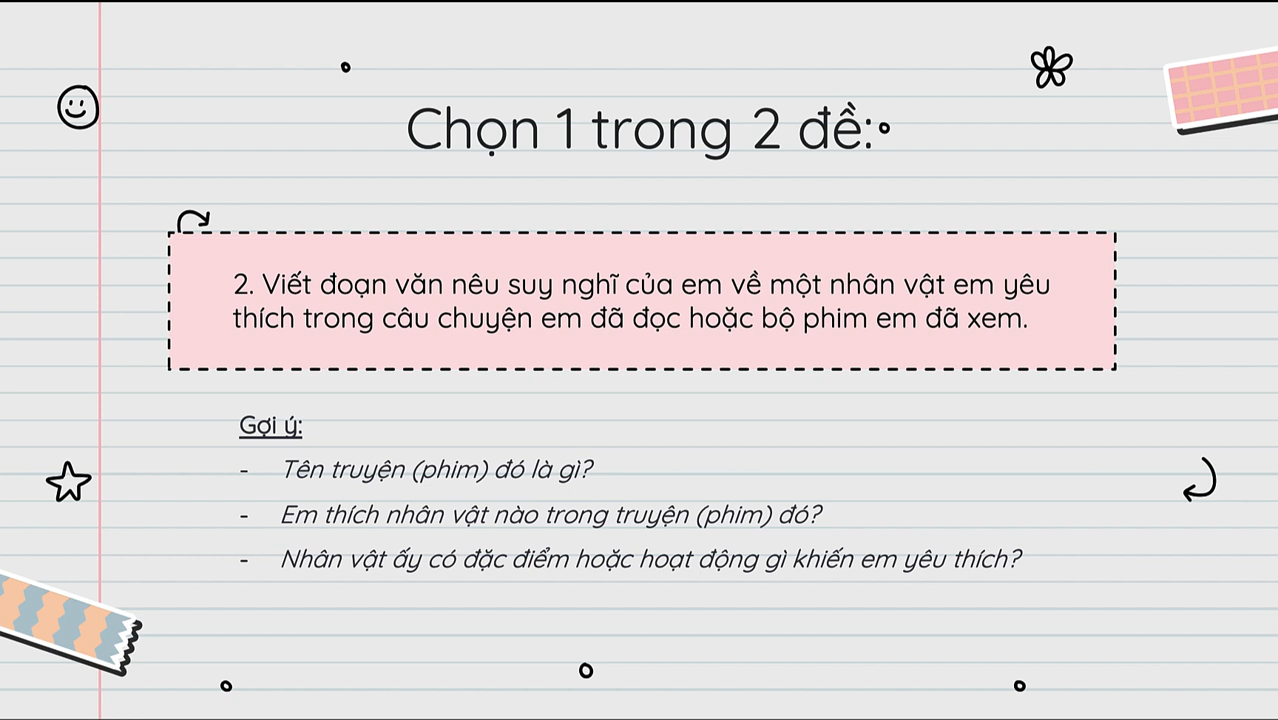 Chọn 1 trong 2 đề:
2. Viết đoạn văn nêu suy nghĩ của em về một nhân vật em yêu
thích trong câu chuyện em đã đọc hoặc bộ phim em đã xem.
Gợi ý:
- Tên truyện (phim) đó là gì?
- Em thích nhân vật nào trong truyện (phim) đó?
- Nhân vật ấy có đặc điểm hoặc hoạt động gì khiến em yêu thích?